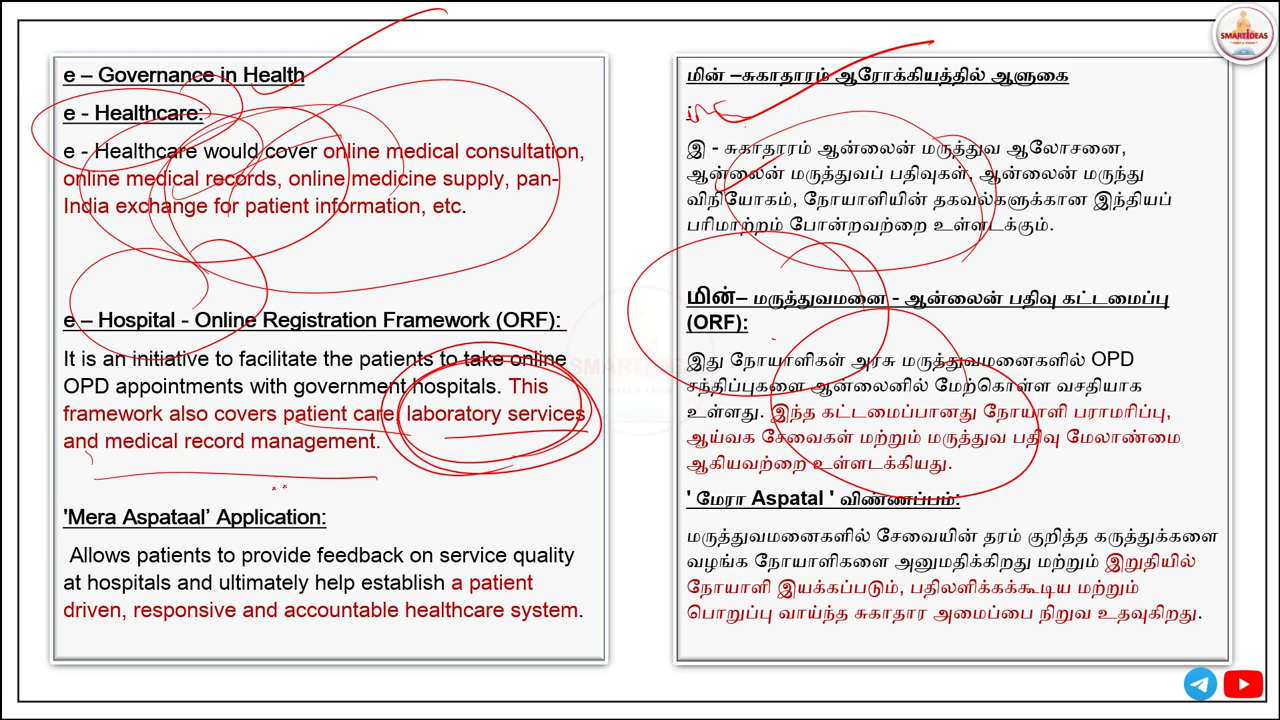 SMARTIDEAS
e – Governance in Health
e - Healthcare:
e - Healthcare would cover online medical consultation,
online medical records, online medicine supply, pan-
India exchange for patient information, etc.
e – Hospital - Online Registration Framework (ORF):
It is an initiative to facilitate the patients to take online
OPD appointments with government hospitals. This
framework also covers patient care, laboratory services
and medical record management.
'Mera Aspataal’ Application:
Allows patients to provide feedback on service quality
at hospitals and ultimately help establish a patient
driven, responsive and accountable healthcare system.
மின் –சுகாதாரம் ஆரோக்கியத்தில் ஆளுகை
இ - சுகாதாரம் ஆன்லைன் மருத்துவ ஆலோசனை,
ஆன்லைன் மருத்துவப் பதிவுகள், ஆன்லைன் மருந்து
விநியோகம், நோயாளியின் தகவல்களுக்கான இந்தியப்
பரிமாற்றம் போன்றவற்றை உள்ளடக்கும்.
மின்– மருத்துவமனை - ஆன்லைன் பதிவு கட்டமைப்பு
(ORF):
இது நோயாளிகள் அரசு மருத்துவமனைகளில் OPD
சந்திப்புகளை ஆன்லைனில் மேற்கொள்ள வசதியாக
உள்ளது. இந்த கட்டமைப்பானது நோயாளி பராமரிப்பு,
ஆய்வக சேவைகள் மற்றும் மருத்துவ பதிவு மேலாண்மை
ஆகியவற்றை உள்ளடக்கியது.
' மேரா Aspatal ' விண்ணப்பம்:
மருத்துவமனைகளில் சேவையின் தரம் குறித்த கருத்துக்களை
வழங்க நோயாளிகளை அனுமதிக்கிறது மற்றும் இறுதியில்
நோயாளி இயக்கப்படும், பதிலளிக்கக்கூடிய மற்றும்
பொறுப்பு வாய்ந்த சுகாதார அமைப்பை நிறுவ உதவுகிறது.
SMARTIDEAS